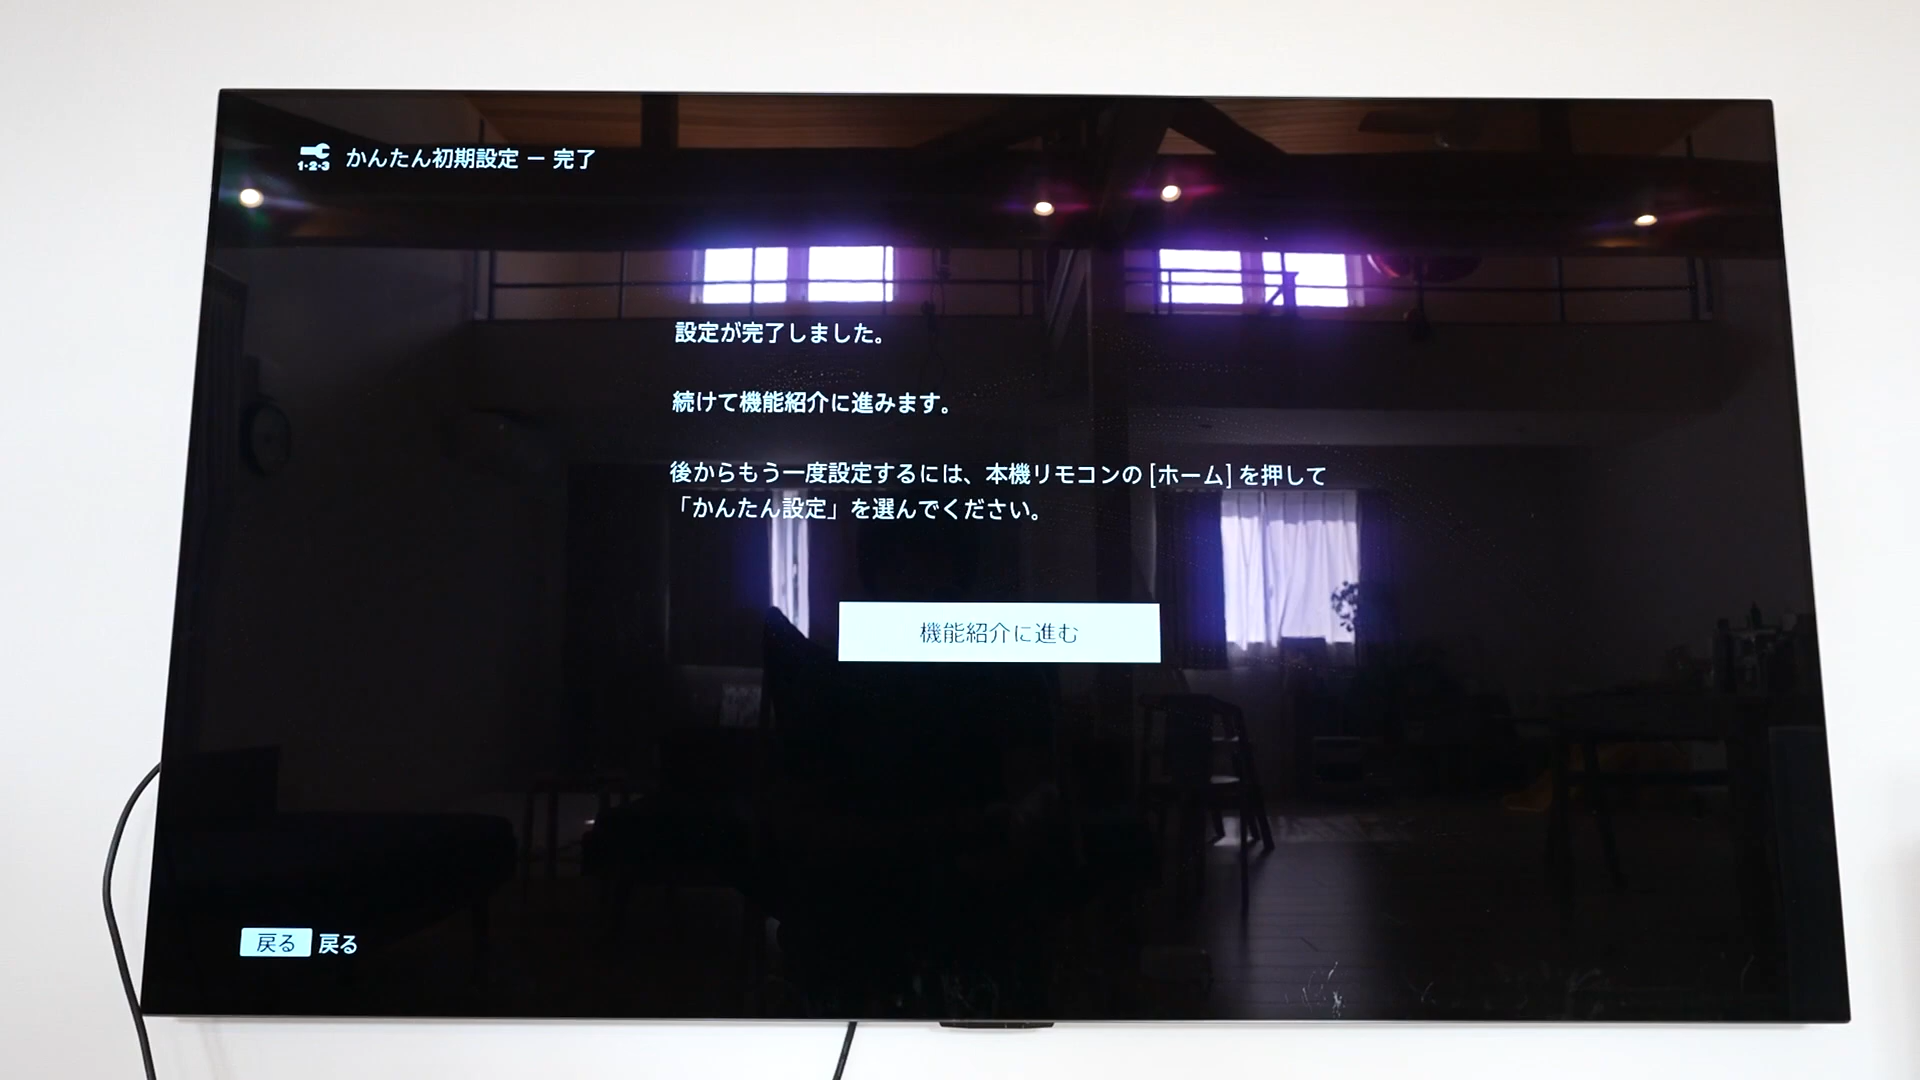 1・2・3 かんたん初期設定 － 完了
設定が完了しました。
続けて機能紹介に進みます。
後からもう一度設定するには、本機リモコンの [ホーム] を押して
「かんたん設定」を選んでください。
機能紹介に進む
戻る 戻る